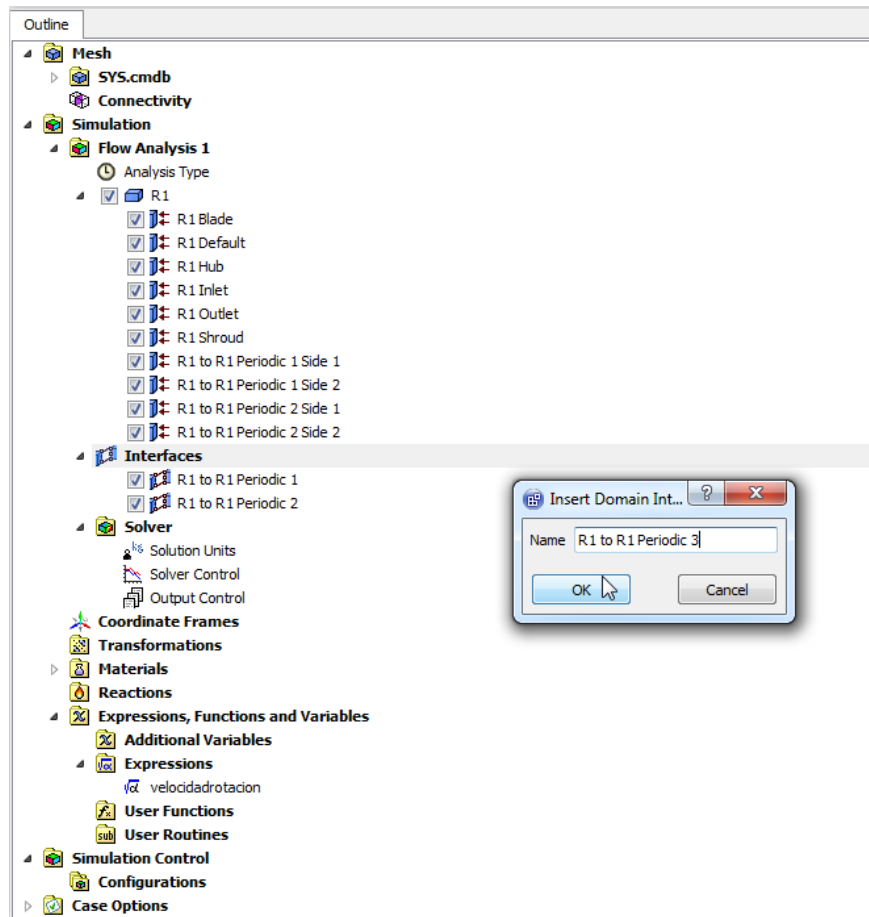 Outline
Mesh
SYS.cmdb
Connectivity
Simulation
Flow Analysis 1
Analysis Type
R1
R1 Blade
R1 Default
R1 Hub
R1 Inlet
R1 Outlet
R1 Shroud
R1 to R1 Periodic 1 Side 1
R1 to R1 Periodic 1 Side 2
R1 to R1 Periodic 2 Side 1
R1 to R1 Periodic 2 Side 2
Interfaces
R1 to R1 Periodic 1
R1 to R1 Periodic 2
Solver
Solution Units
Solver Control
Output Control
Coordinate Frames
Transformations
Materials
Reactions
Expressions, Functions and Variables
Additional Variables
Expressions
√α velocidadrotacion
User Functions
sub User Routines
Simulation Control
Configurations
Case Options
Insert Domain Int...
Name R1 to R1 Periodic 3
OK Cancel